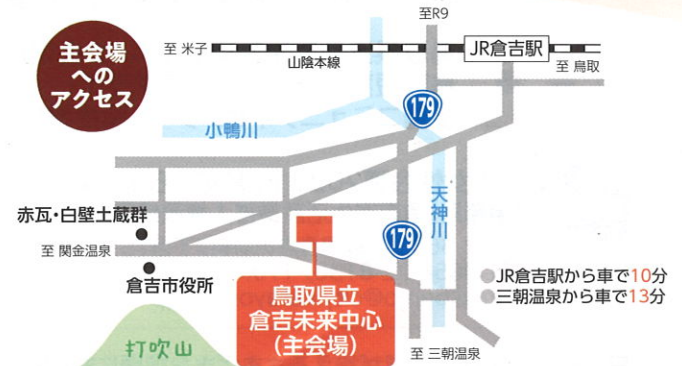 主会場
への
アクセス
至R9
至 米子
山陰本線
JR倉吉駅
至 鳥取
179
小鴨川
天神川
赤瓦・白壁土蔵群
179
至 関金温泉
倉吉市役所
鳥取県立
倉吉未来中心
(主会場)
JR倉吉駅から車で10分
三朝温泉から車で13分
打吹山
至 三朝温泉